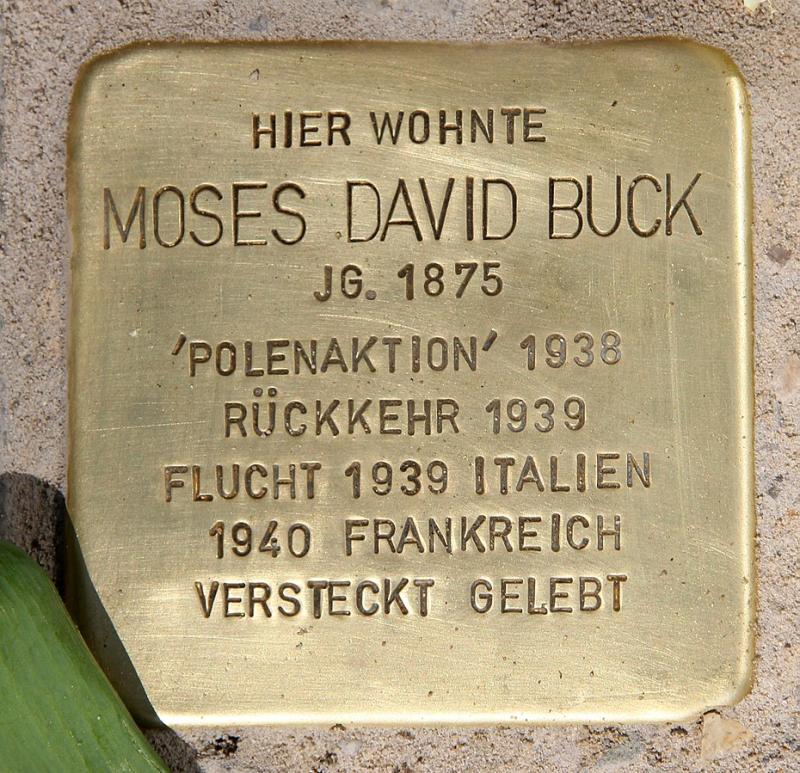 HIER WOHNTE
MOSES DAVID BUCK
JG. 1875
'POLENAKTION' 1938
RÜCKKEHR 1939
FLUCHT 1939 ITALIEN
1940 FRANKREICH
VERSTECKT GELEBT